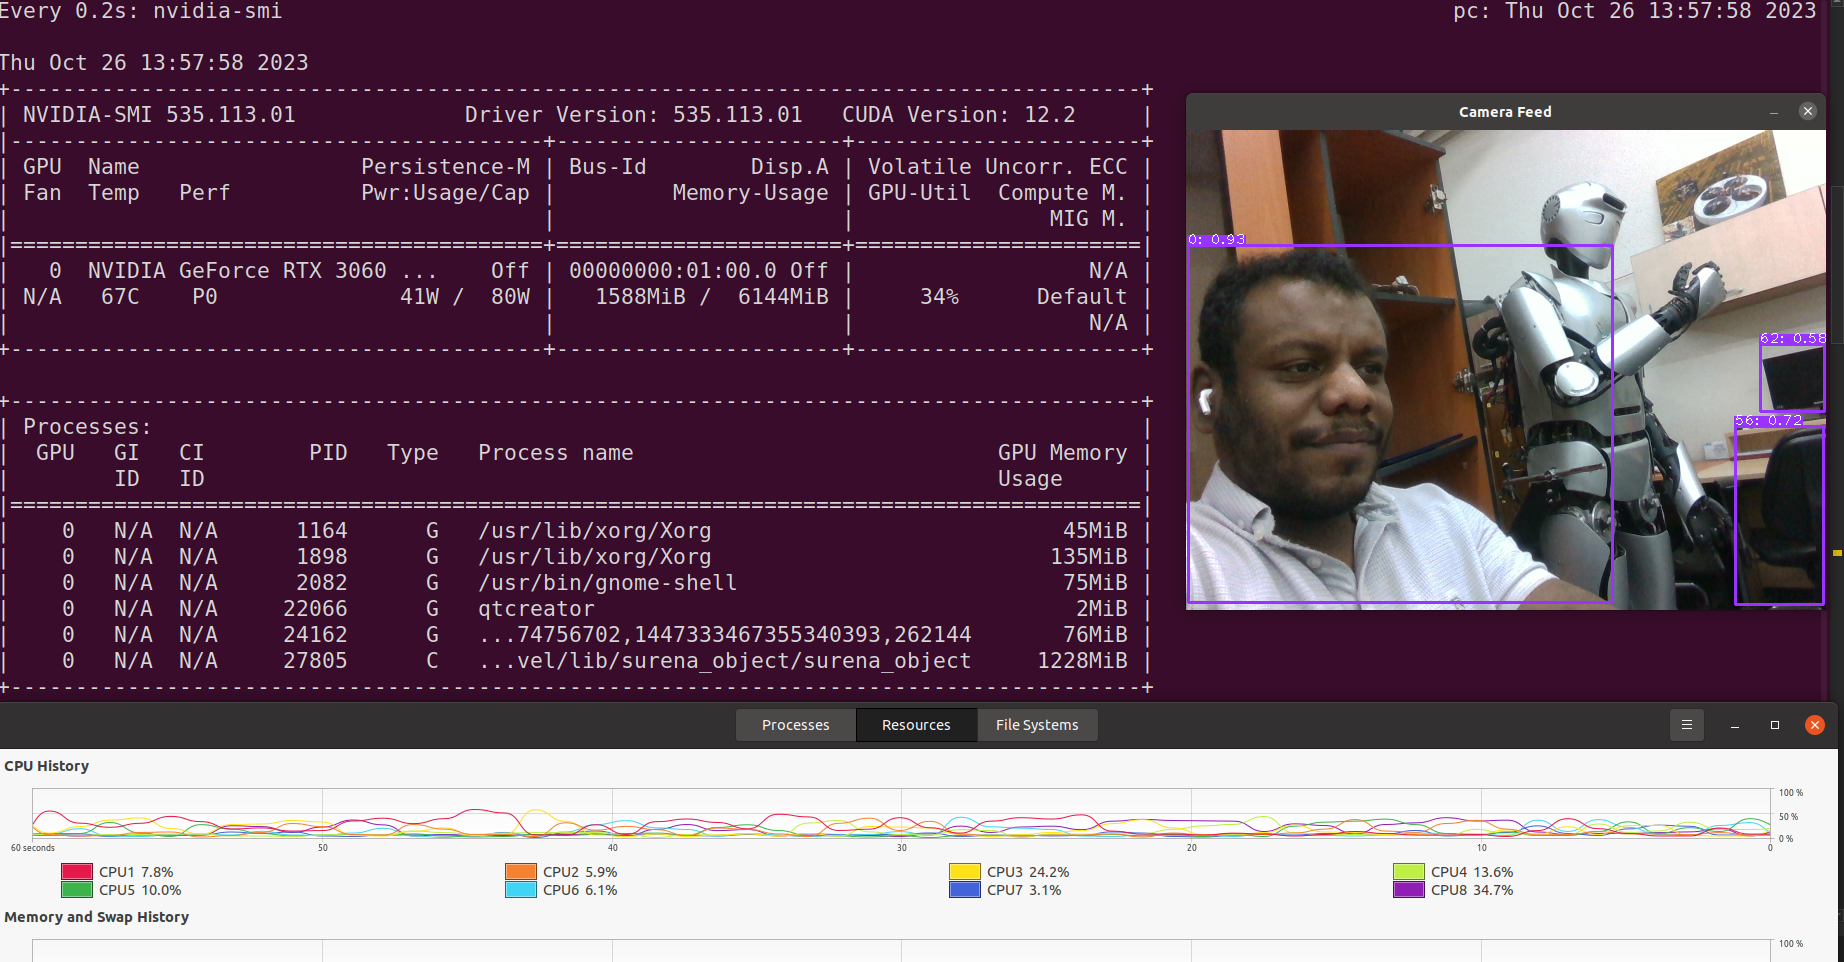 Every 0.2s: nvidia-smi
pc: Thu Oct 26 13:57:58 2023
Thu Oct 26 13:57:58 2023
NVIDIA-SMI 535.113.01 Driver Version: 535.113.01 CUDA Version: 12.2
GPU Name Persistence-M | Bus-Id Disp.A | Volatile Uncorr. ECC
Fan Temp Perf Pwr:Usage/Cap | Memory-Usage | GPU-Util Compute M.
MIG M.
0 NVIDIA GeForce RTX 3060 ... Off | 00000000:01:00.0 Off | N/A
N/A 67C P0 41W / 80W | 1588MiB / 6144MiB | 34% Default
N/A
Processes:
GPU GI CI PID Type Process name GPU Memory
ID ID Usage
0 N/A N/A 1164 G /usr/lib/xorg/Xorg 45MiB
0 N/A N/A 1898 G /usr/lib/xorg/Xorg 135MiB
0 N/A N/A 2082 G /usr/bin/gnome-shell 75MiB
0 N/A N/A 22066 G qtcreator 2MiB
0 N/A N/A 24162 G ...74756702,1447333467355340393,262144 76MiB
0 N/A N/A 27805 C ...vel/lib/surena_object/surena_object 1228MiB
Camera Feed
0: 0.93
62: 0.58
56: 0.72
Processes
Resources
File Systems
CPU History
100 %
50 %
0 %
60 seconds 50 40 30 20 10 0
CPU1 7.8% CPU2 5.9% CPU3 24.2% CPU4 13.6%
CPU5 10.0% CPU6 6.1% CPU7 3.1% CPU8 34.7%
Memory and Swap History
100 %